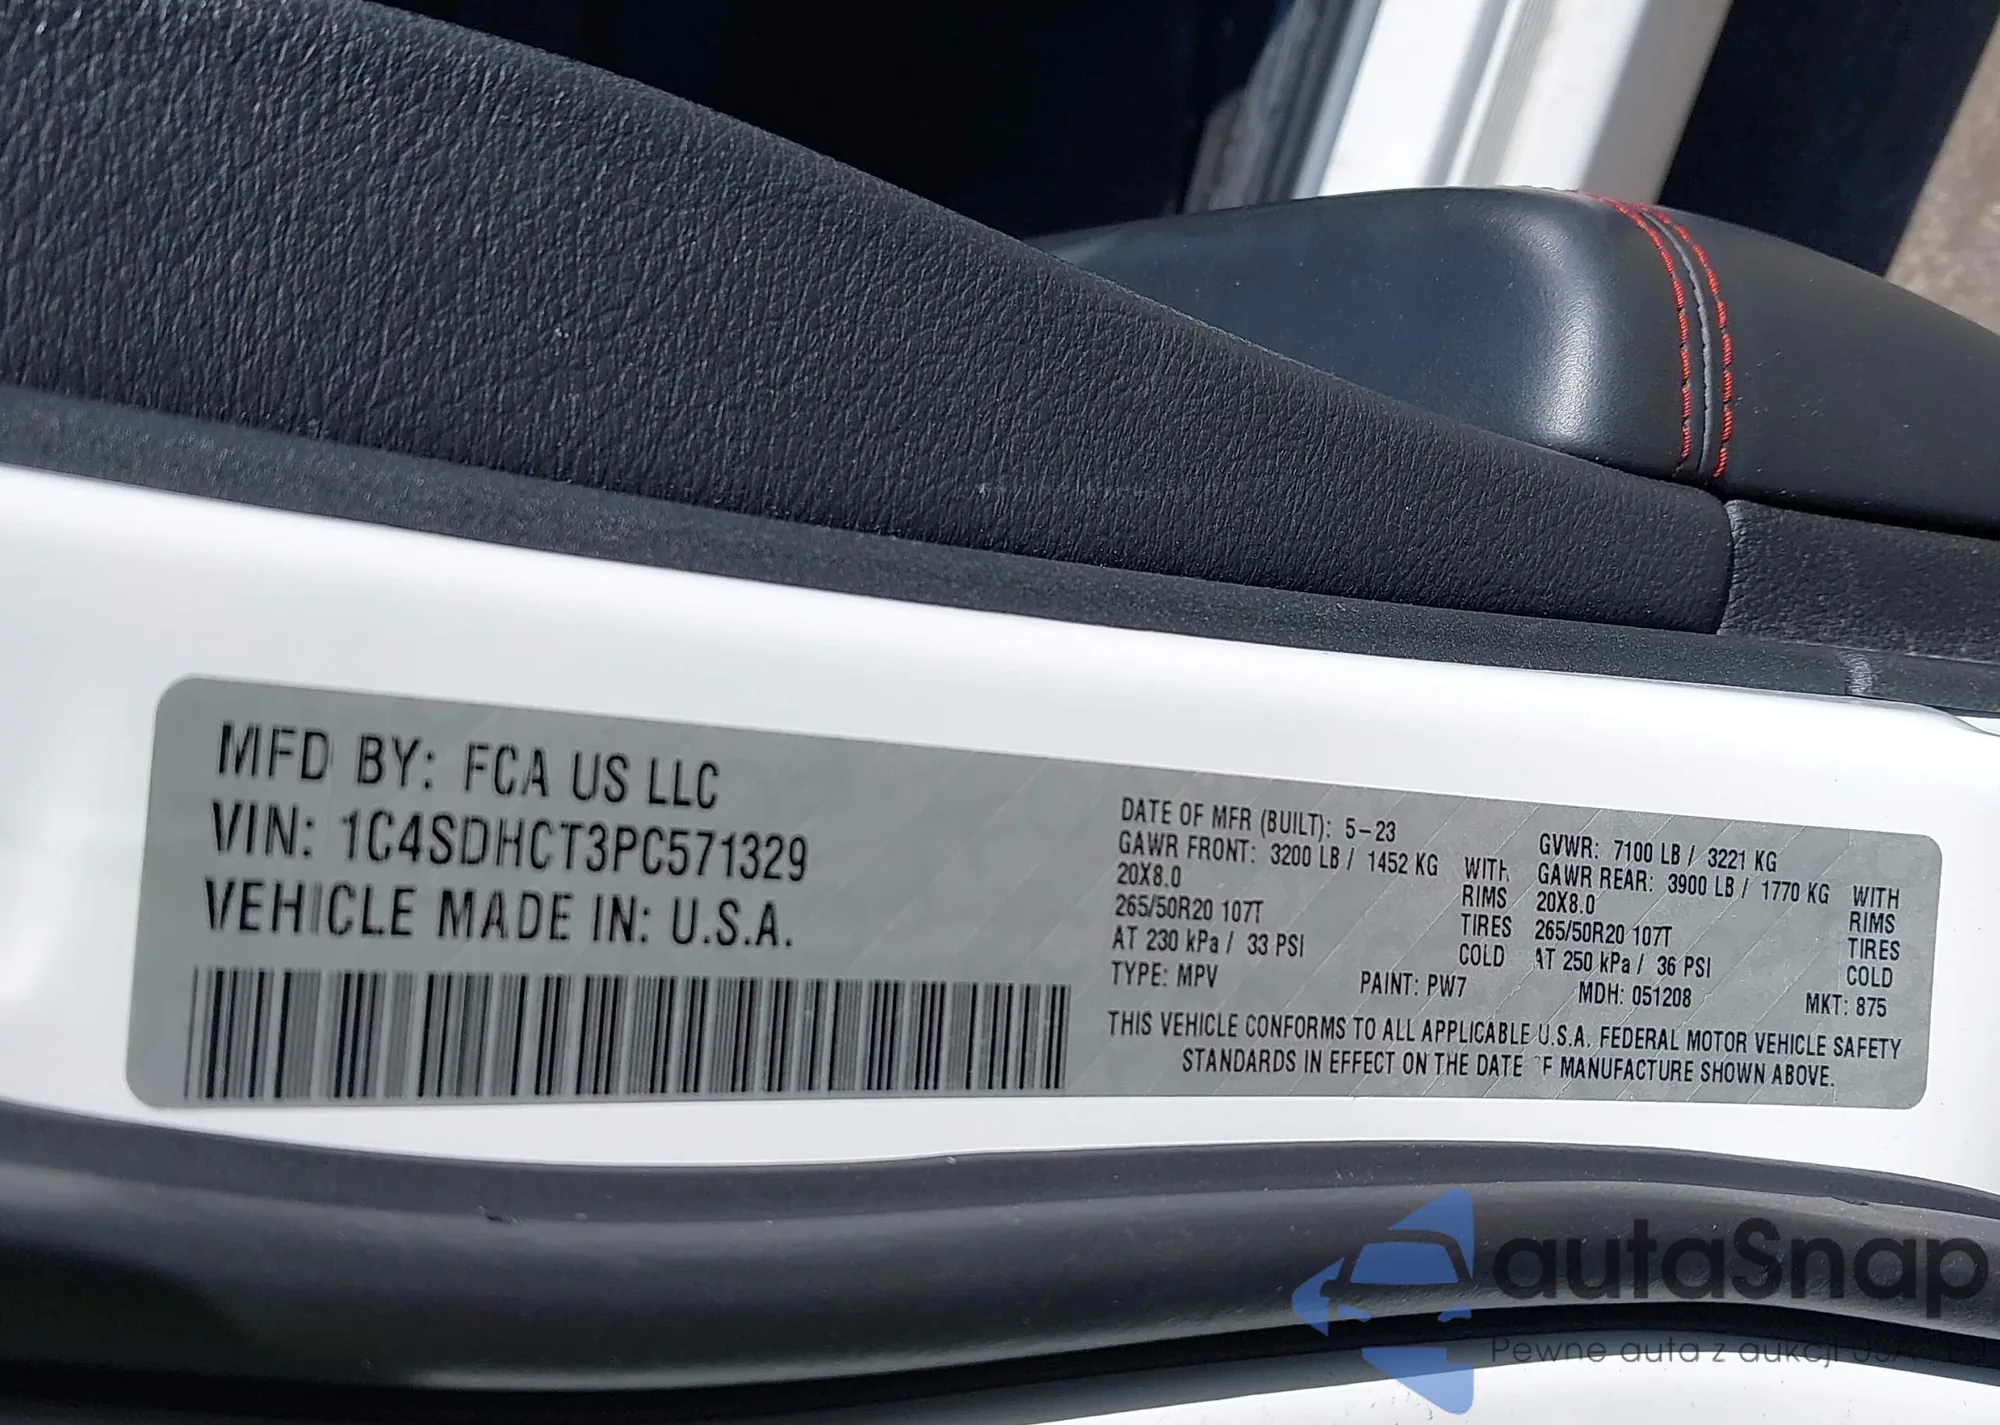 MFD BY: FCA US LLC
VIN: 1C4SDHCT3PC571329
VEHICLE MADE IN: U.S.A.
DATE OF MFR (BUILT): 5-23
GAWR FRONT: 3200 LB / 1452 KG WITH
20X8.0 RIMS
265/50R20 107T TIRES
AT 230 kPa / 33 PSI COLD
TYPE: MPV
PAINT: PW7
GVWR: 7100 LB / 3221 KG
GAWR REAR: 3900 LB / 1770 KG WITH
20X8.0 RIMS
265/50R20 107T TIRES
AT 250 kPa / 36 PSI COLD
MDH: 051208
MKT: 875
THIS VEHICLE CONFORMS TO ALL APPLICABLE U.S.A. FEDERAL MOTOR VEHICLE SAFETY
STANDARDS IN EFFECT ON THE DATE OF MANUFACTURE SHOWN ABOVE.
autaSnap
Pewne auta z aukcji USA